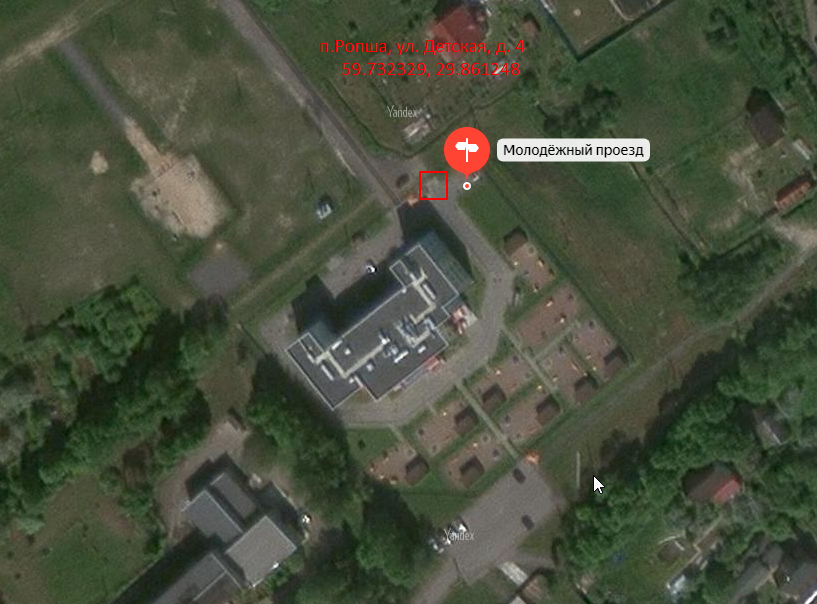 п.Ропша, ул. Детская, д. 4
59.732329, 29.861248
Yandex
Молодёжный проезд
Yandex